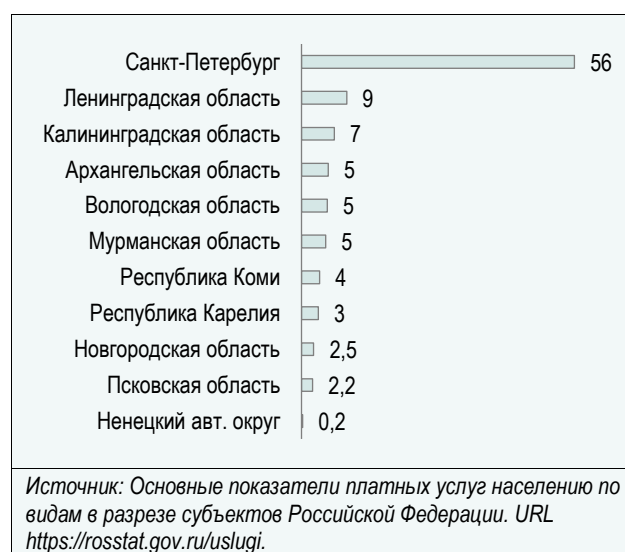 Санкт-Петербург 56
Ленинградская область 9
Калининградская область 7
Архангельская область 5
Вологодская область 5
Мурманская область 5
Республика Коми 4
Республика Карелия 3
Новгородская область 2,5
Псковская область 2,2
Ненецкий авт. округ 0,2
Источник: Основные показатели платных услуг населению по
видам в разрезе субъектов Российской Федерации. URL
https://rosstat.gov.ru/uslugi.